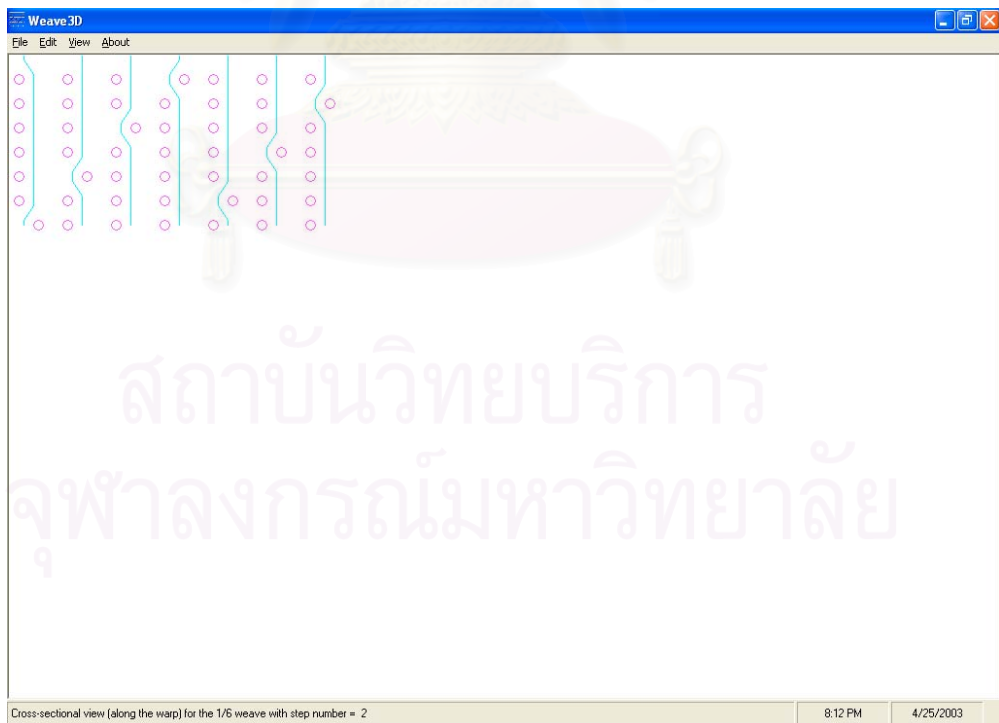 Weave3D
File Edit View About
สถาบันวิทยบริการ
จุฬาลงกรณ์มหาวิทยาลัย
Cross-sectional view (along the warp) for the 1/6 weave with step number = 2
8:12 PM
4/25/2003